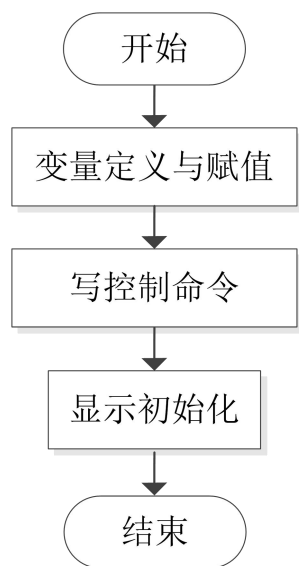 开始
变量定义与赋值
写控制命令
显示初始化
结束